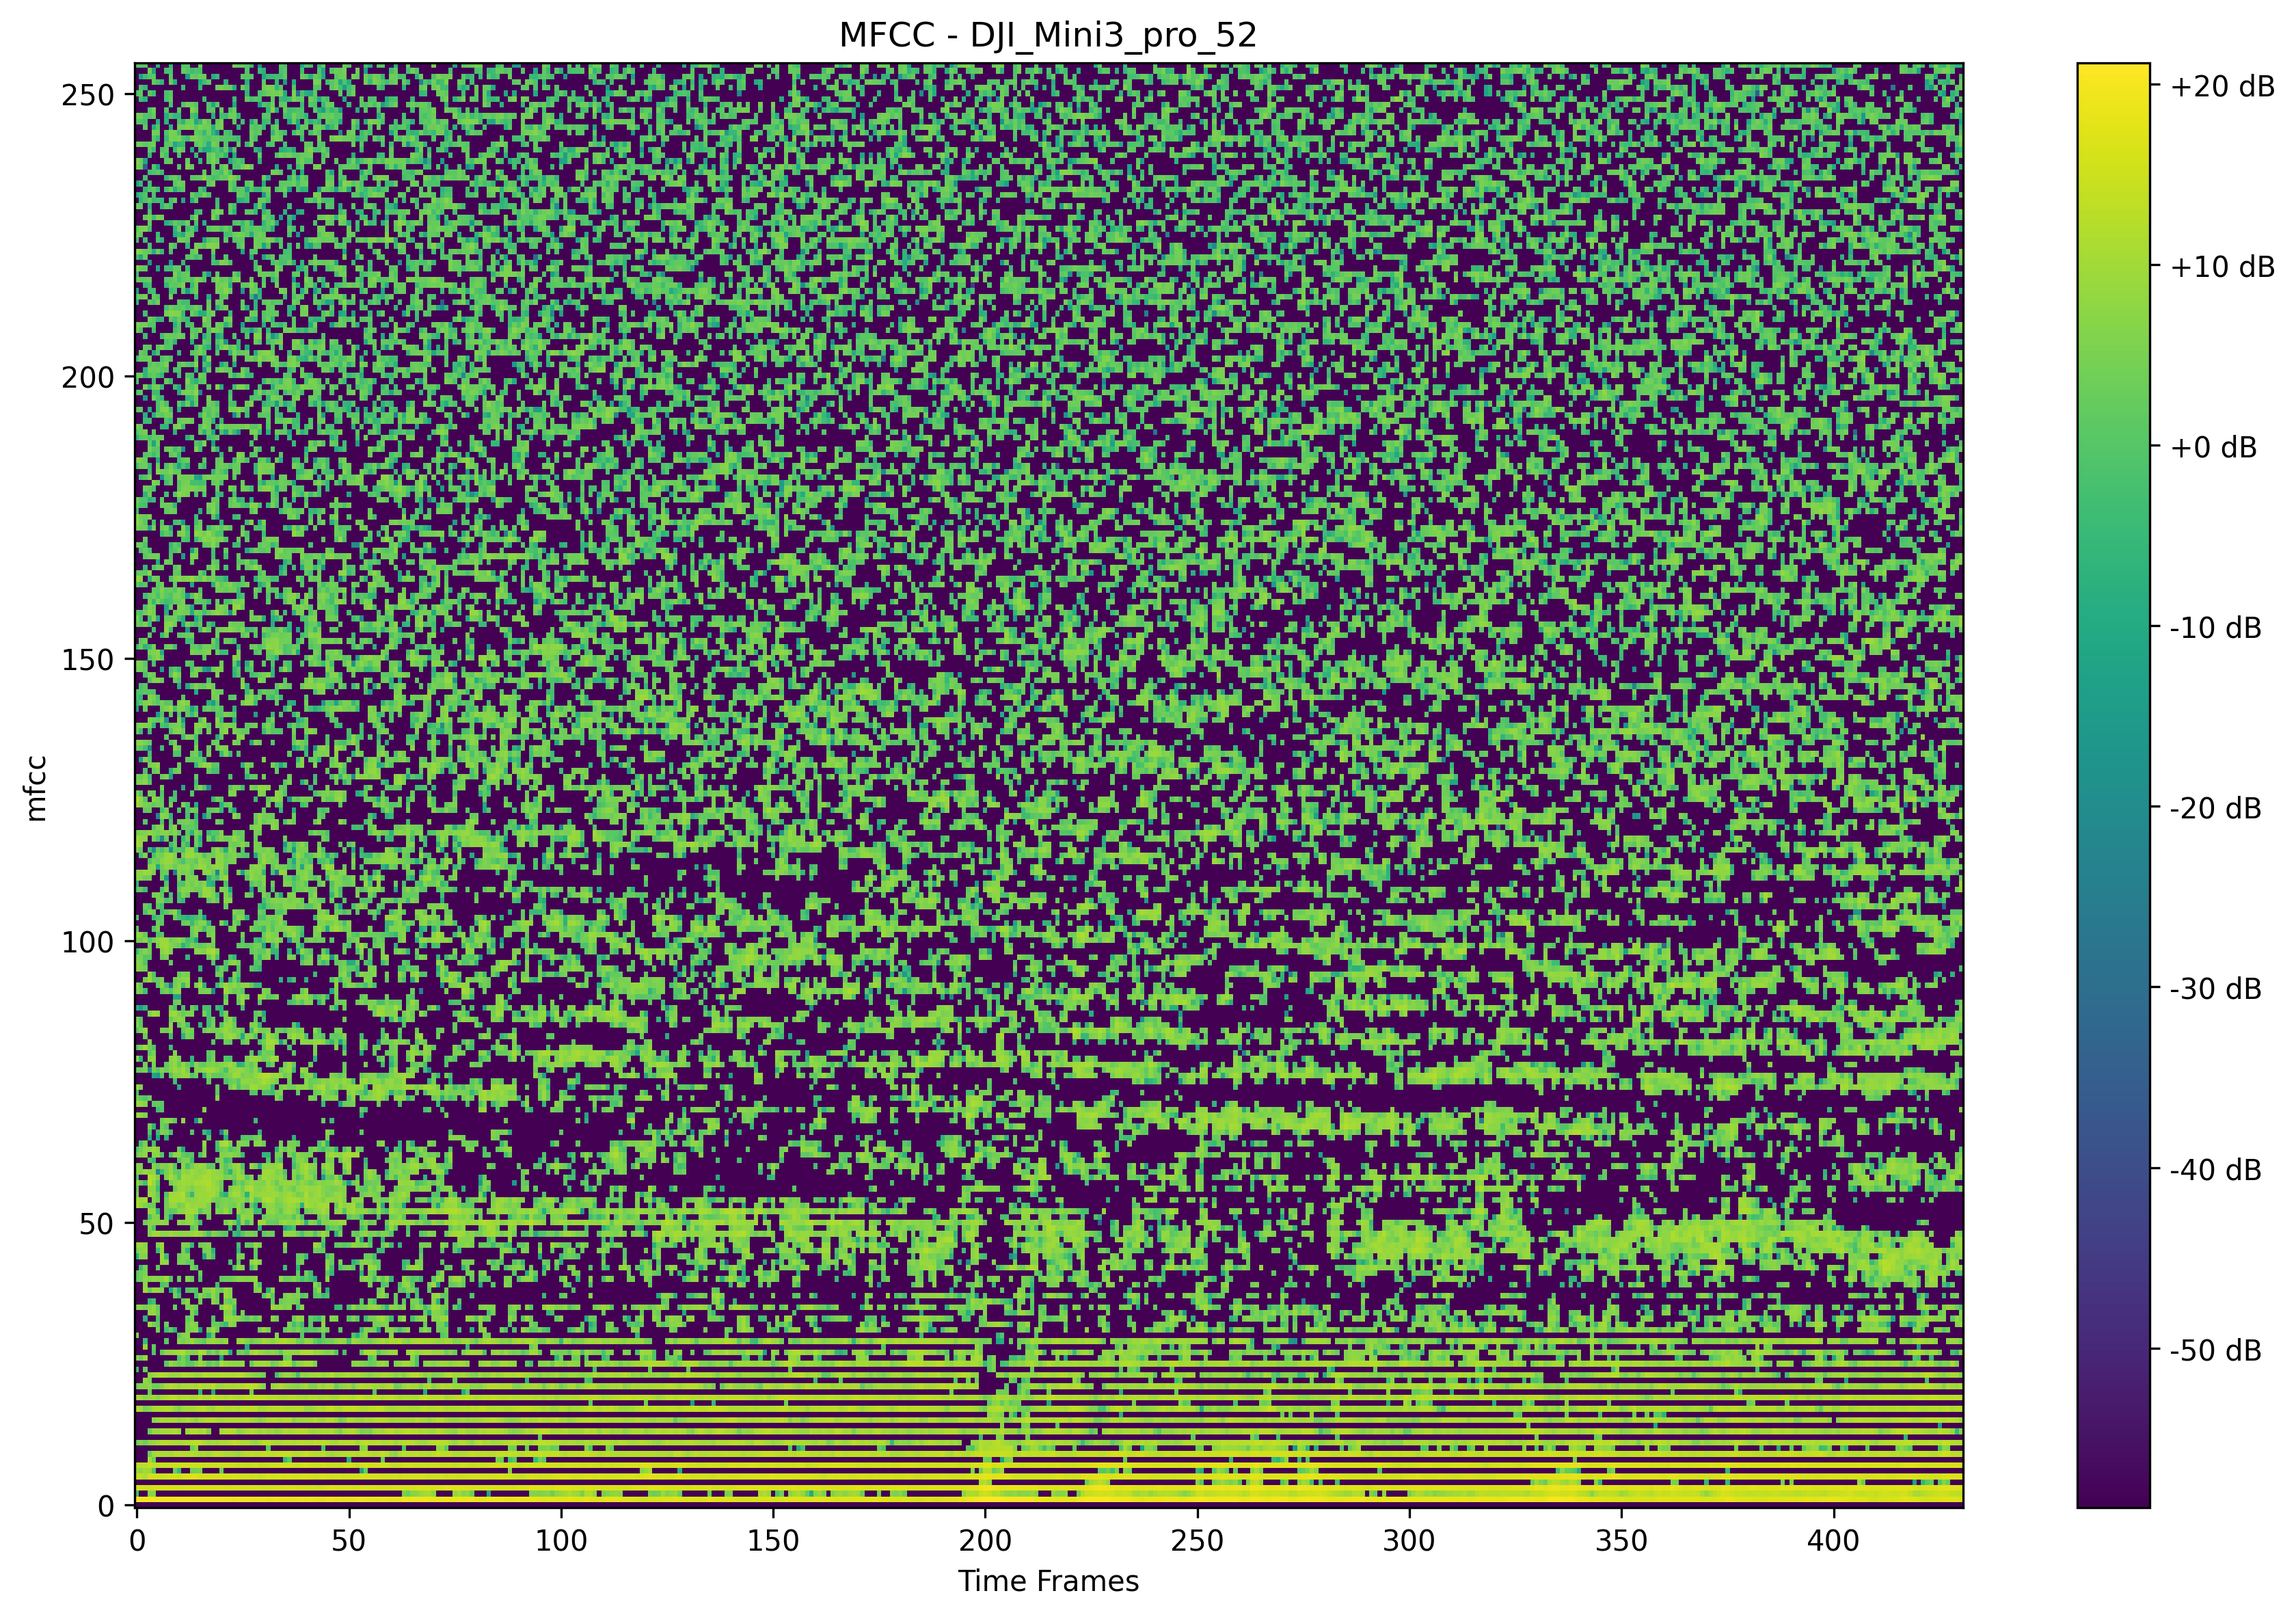 MFCC - DJI_Mini3_pro_52
mfcc
250
200
150
100
50
0
0 50 100 150 200 250 300 350 400
Time Frames
+20 dB
+10 dB
+0 dB
-10 dB
-20 dB
-30 dB
-40 dB
-50 dB